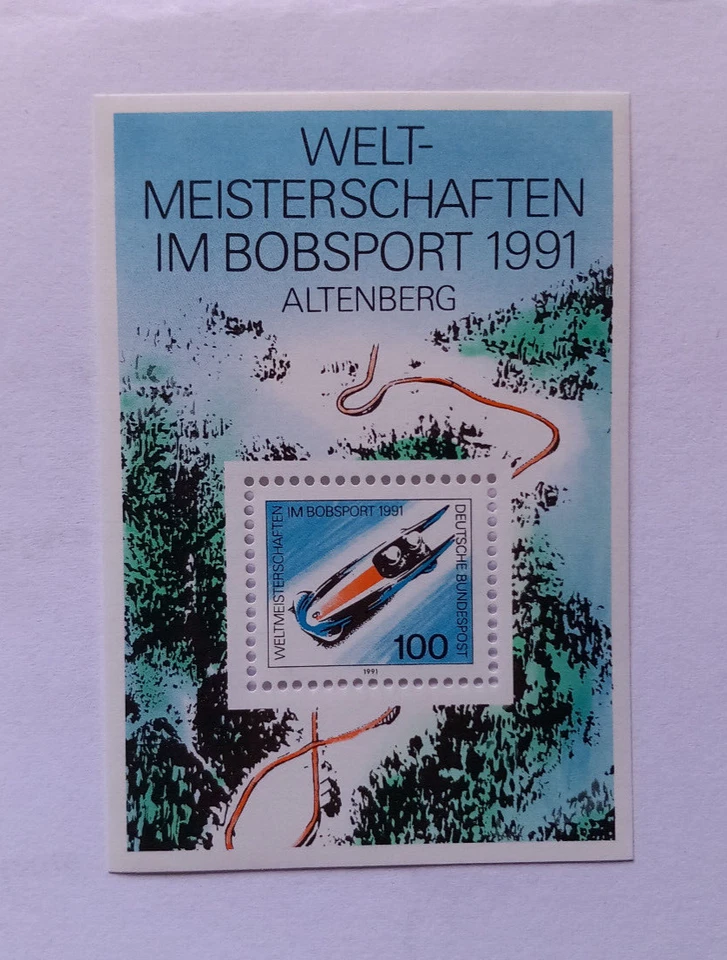 WELT-
MEISTERSCHAFTEN
IM BOBSPORT 1991
ALTENBERG
WELTMEISTERSCHAFTEN
IM BOBSPORT 1991
DEUTSCHE BUNDESPOST
100
1991